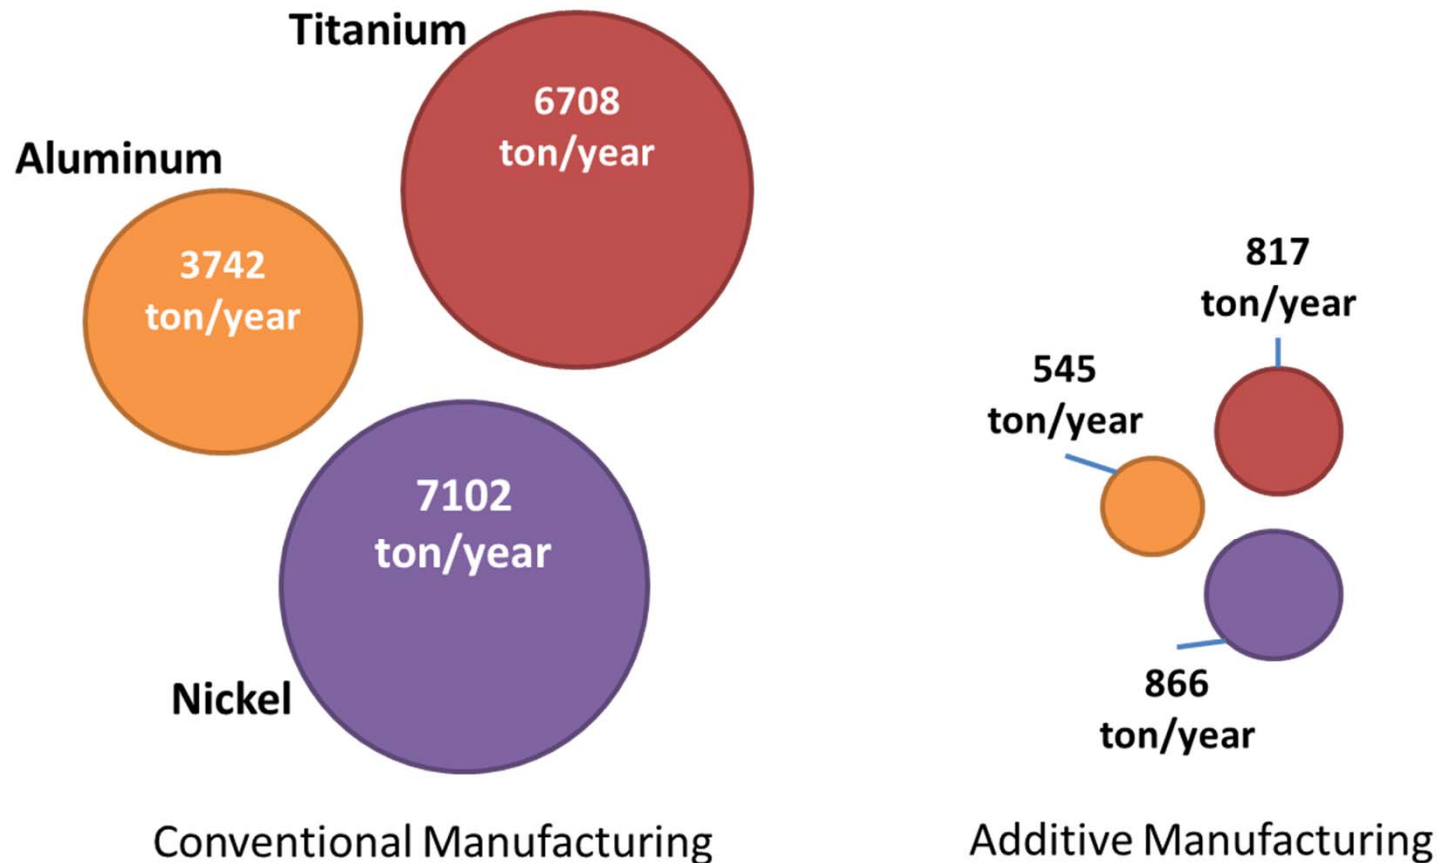 Titanium
6708
ton/year
Aluminum
3742
ton/year
7102
ton/year
Nickel
Conventional Manufacturing
817
ton/year
545
ton/year
866
ton/year
Additive Manufacturing